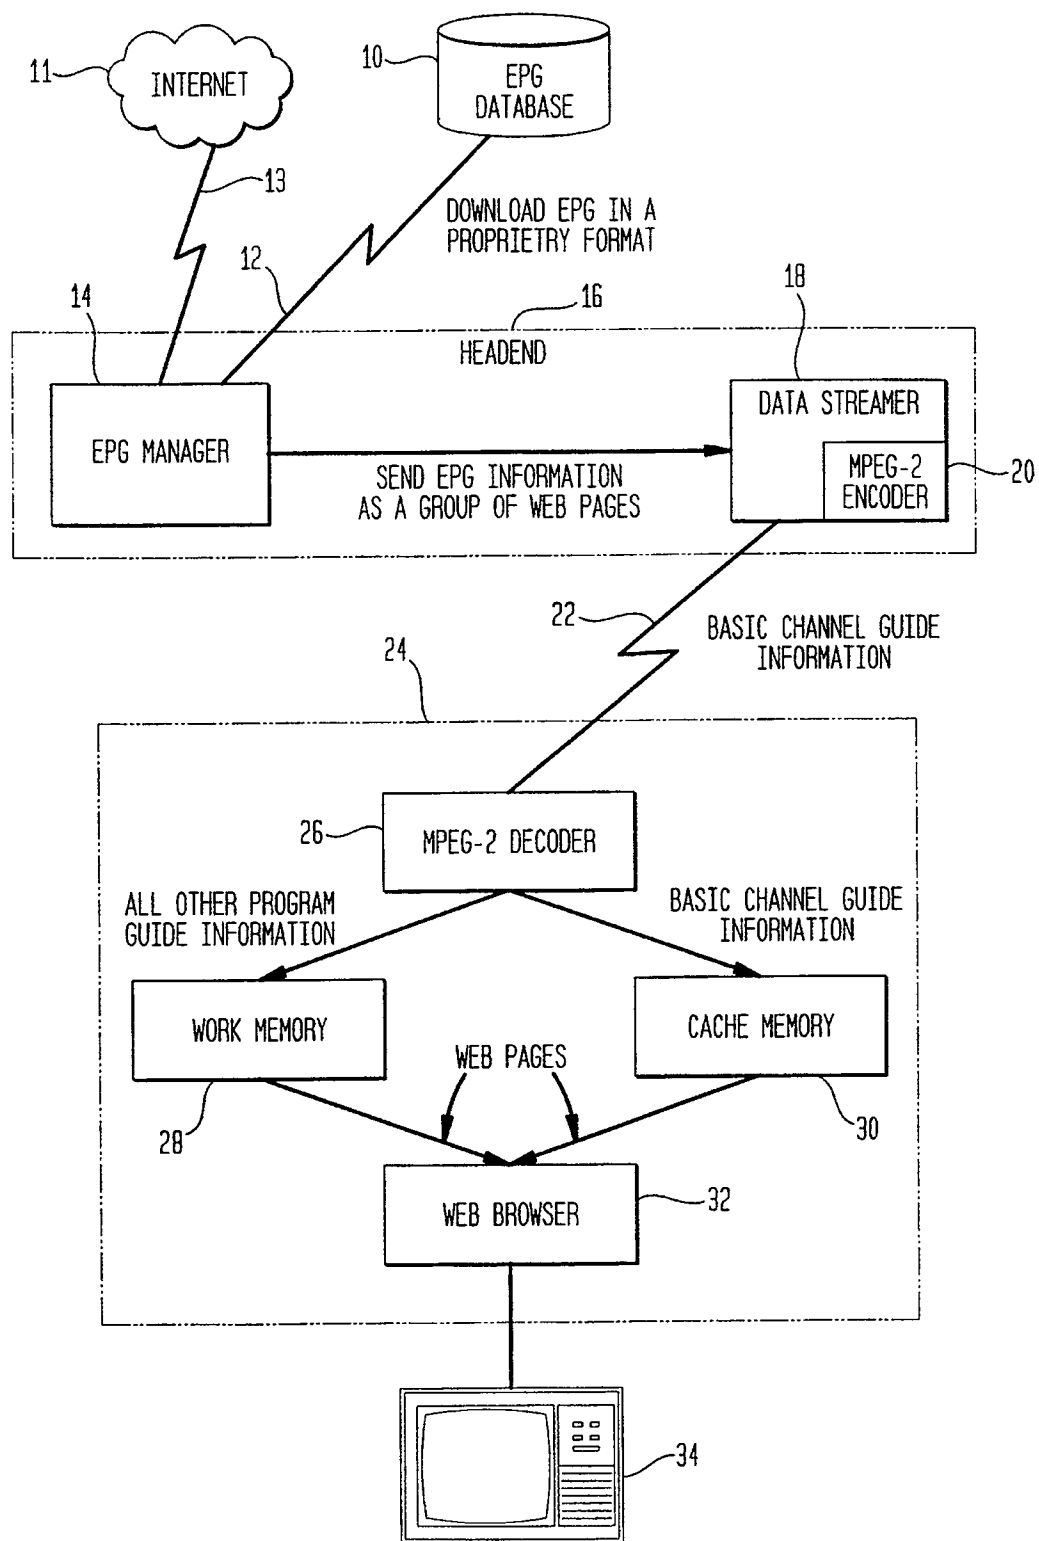 11
INTERNET
10
EPG
DATABASE
13
DOWNLOAD EPG IN A
PROPRIETRY FORMAT
12
14
16
18
HEADEND
EPG MANAGER
DATA STREAMER
MPEG-2
ENCODER
20
SEND EPG INFORMATION
AS A GROUP OF WEB PAGES
22
BASIC CHANNEL GUIDE
INFORMATION
24
26
MPEG-2 DECODER
ALL OTHER PROGRAM
GUIDE INFORMATION
BASIC CHANNEL GUIDE
INFORMATION
WORK MEMORY
CACHE MEMORY
WEB PAGES
28
30
WEB BROWSER
32
34